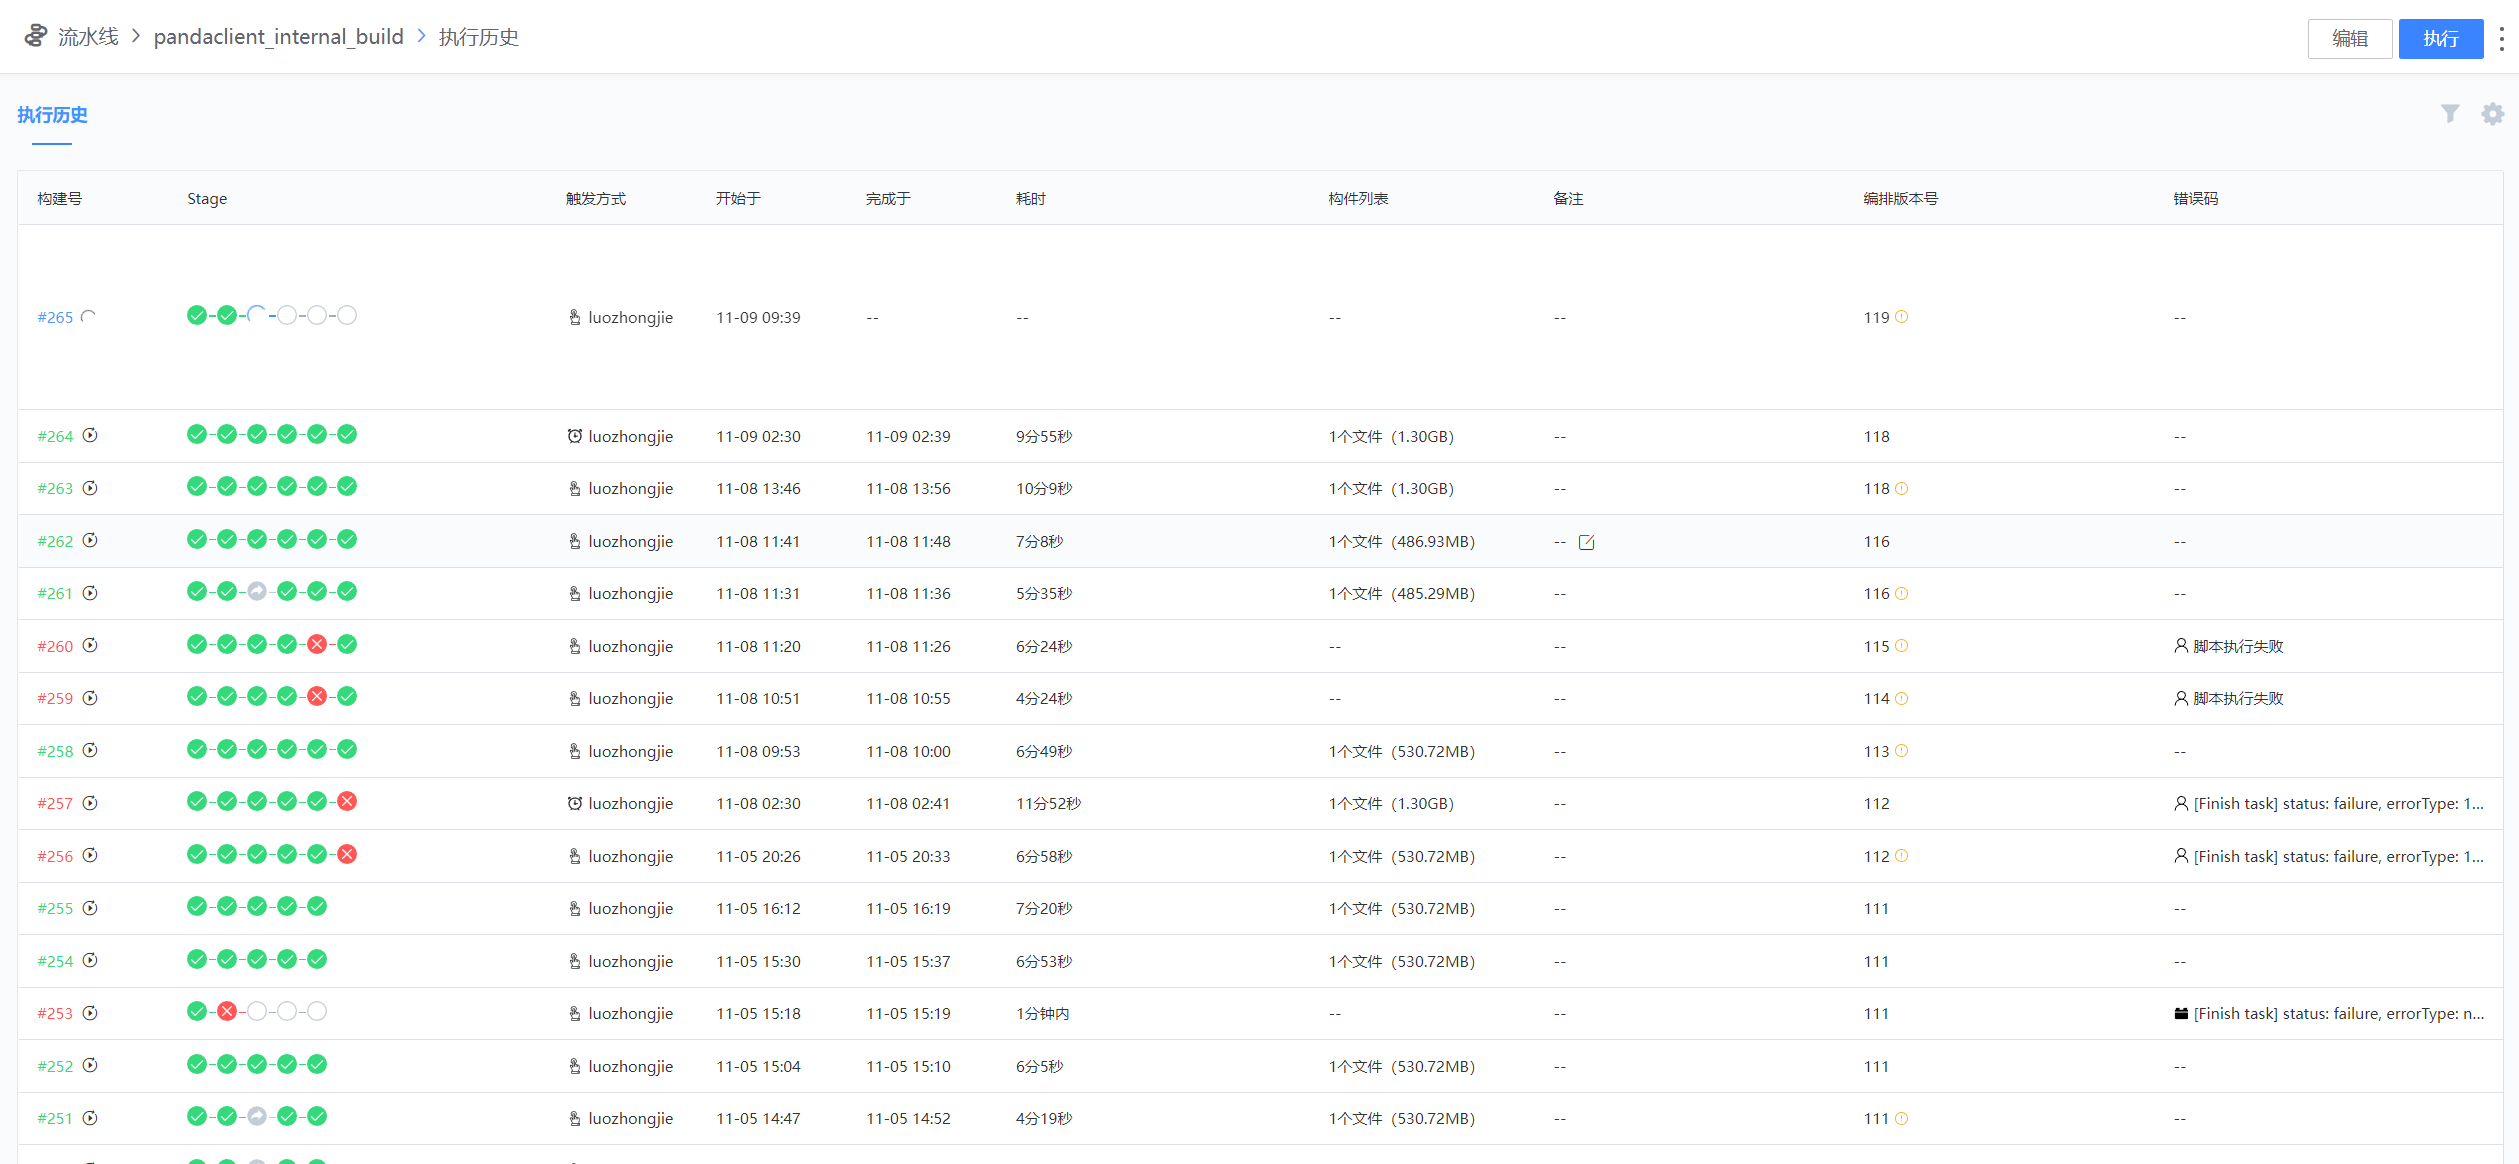 流水线 > pandaclient_internal_build > 执行历史
编辑 执行
执行历史
构建号 Stage 触发方式 开始于 完成于 耗时 构件列表 备注 编排版本号 错误码
#265 luozhongjie 11-09 09:39 -- -- -- -- 119 --
#264 luozhongjie 11-09 02:30 11-09 02:39 9分55秒 1个文件 (1.30GB) -- 118 --
#263 luozhongjie 11-08 13:46 11-08 13:56 10分9秒 1个文件 (1.30GB) -- 118 --
#262 luozhongjie 11-08 11:41 11-08 11:48 7分8秒 1个文件 (486.93MB) -- 116 --
#261 luozhongjie 11-08 11:31 11-08 11:36 5分35秒 1个文件 (485.29MB) -- 116 --
#260 luozhongjie 11-08 11:20 11-08 11:26 6分24秒 -- -- 115 脚本执行失败
#259 luozhongjie 11-08 10:51 11-08 10:55 4分24秒 -- -- 114 脚本执行失败
#258 luozhongjie 11-08 09:53 11-08 10:00 6分49秒 1个文件 (530.72MB) -- 113 --
#257 luozhongjie 11-08 02:30 11-08 02:41 11分52秒 1个文件 (1.30GB) -- 112 [Finish task] status: failure, errorType: 1...
#256 luozhongjie 11-05 20:26 11-05 20:33 6分58秒 1个文件 (530.72MB) -- 112 [Finish task] status: failure, errorType: 1...
#255 luozhongjie 11-05 16:12 11-05 16:19 7分20秒 1个文件 (530.72MB) -- 111 --
#254 luozhongjie 11-05 15:30 11-05 15:37 6分53秒 1个文件 (530.72MB) -- 111 --
#253 luozhongjie 11-05 15:18 11-05 15:19 1分钟内 -- -- 111 [Finish task] status: failure, errorType: n...
#252 luozhongjie 11-05 15:04 11-05 15:10 6分5秒 1个文件 (530.72MB) -- 111 --
#251 luozhongjie 11-05 14:47 11-05 14:52 4分19秒 1个文件 (530.72MB) -- 111 --